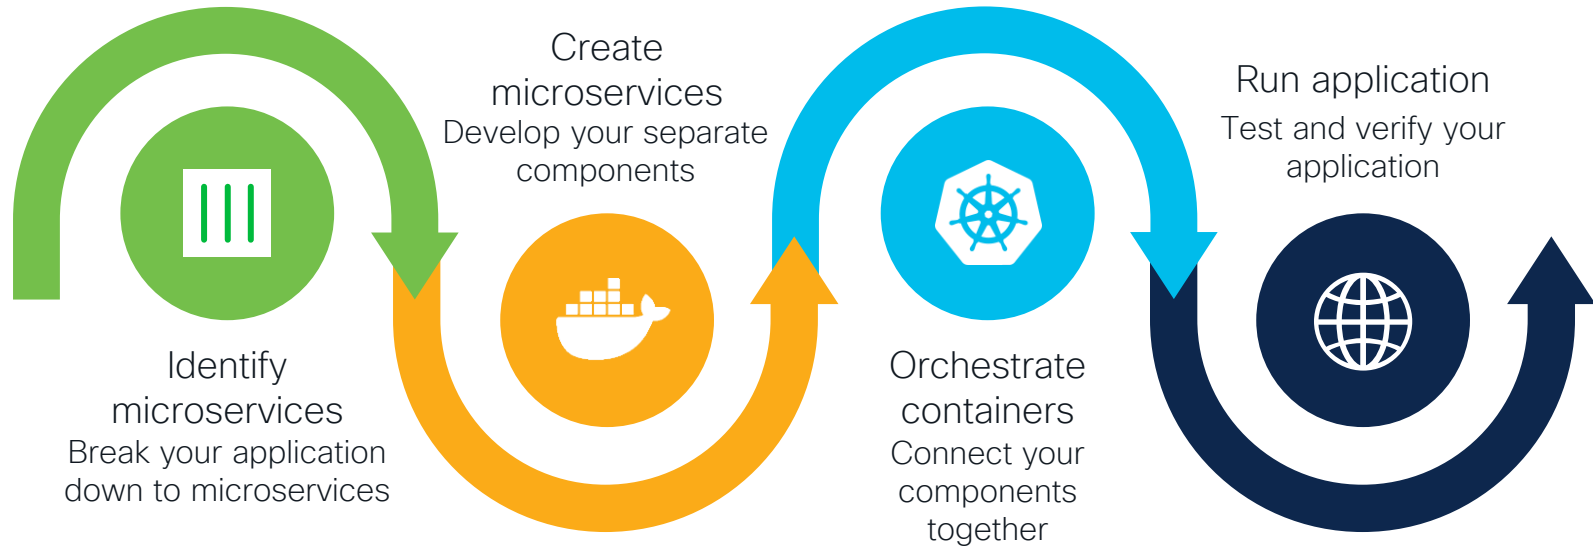 Identify
microservices
Break your application
down to microservices
Create
microservices
Develop your separate
components
Orchestrate
containers
Connect your
components
together
Run application
Test and verify your
application